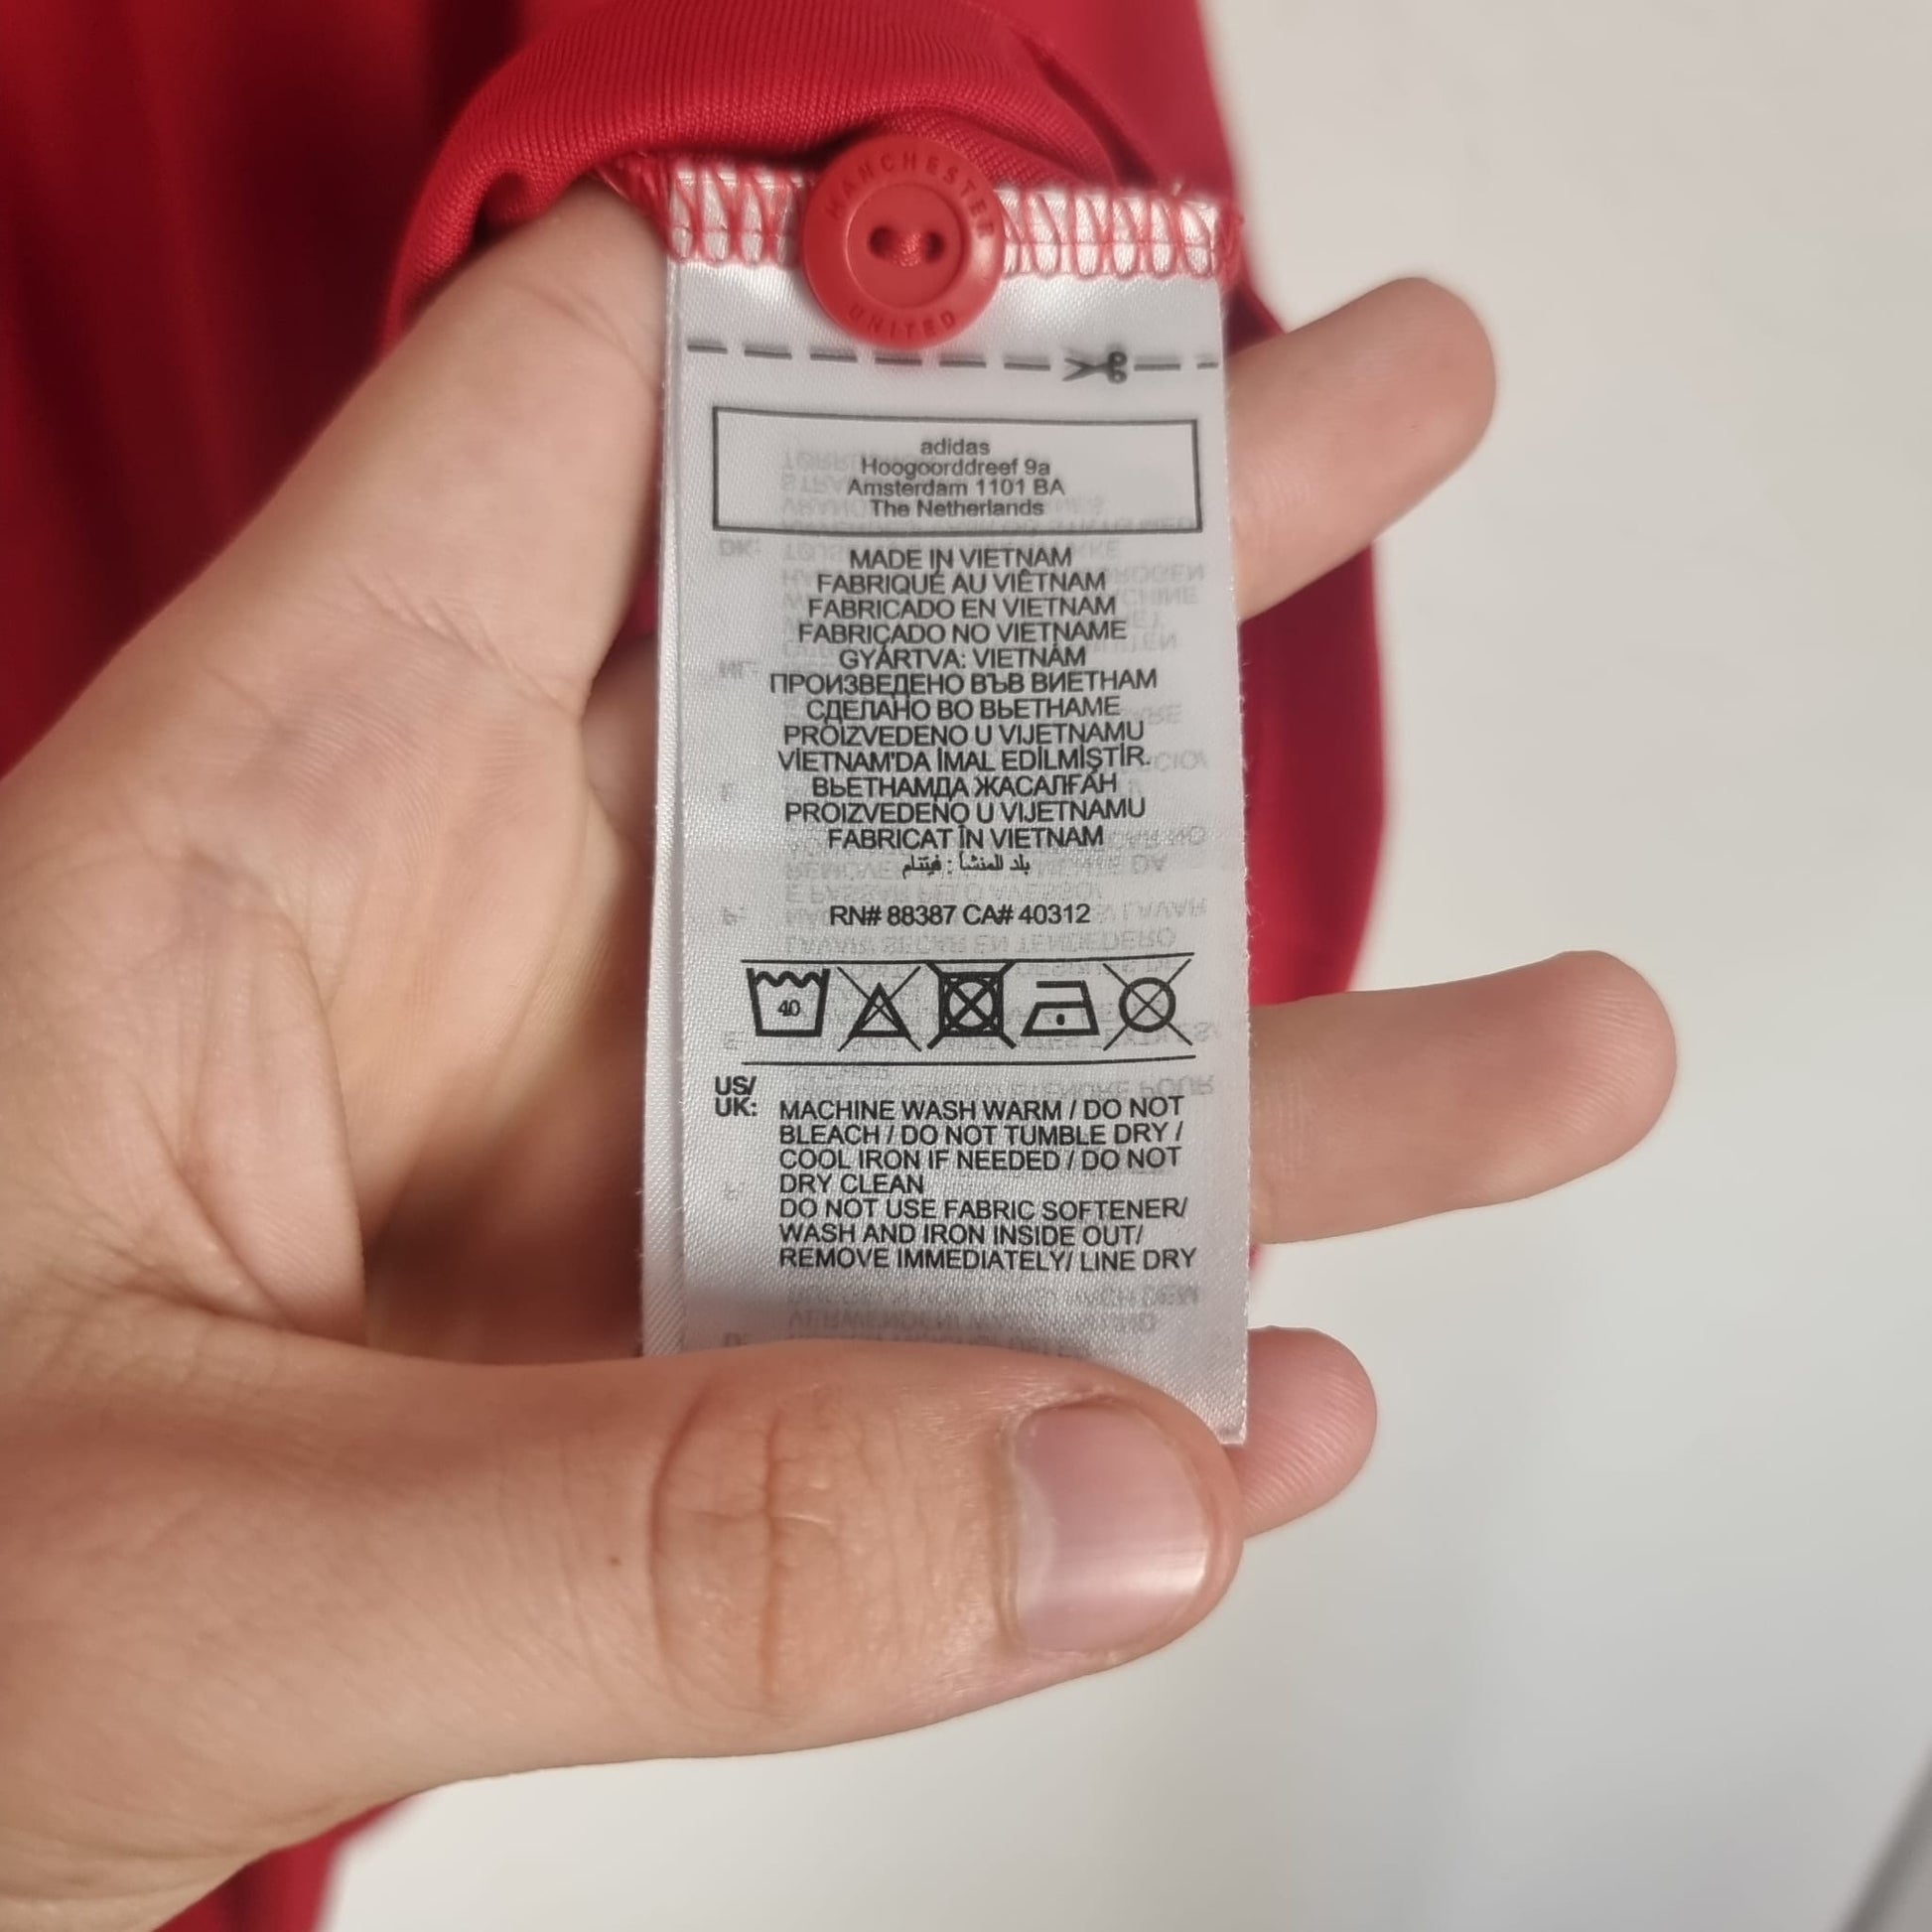 MANCHESTER
UNITED
adidas
Hoogoorddreef 9a
Amsterdam 1101 BA
The Netherlands
MADE IN VIETNAM
FABRIQUÉ AU VIÊTNAM
FABRICADO EN VIETNAM
FABRICADO NO VIETNAME
GYÁRTVA: VIETNÁM
ПРОИЗВЕДЕНО ВЪВ ВИЕТНАМ
СДЕЛАНО ВО ВЬЕТНАМЕ
PROIZVEDENO U VIJETNAMU
VİETNAM'DA İMAL EDİLMİŞTİR.
ВЬЕТНАМДА ЖАСАЛҒАН
PROIZVEDENO U VIJETNAMU
FABRICAT ÎN VIETNAM
بلد المنشأ : فيتنام
RN# 88387 CA# 40312
40
US/
UK: MACHINE WASH WARM / DO NOT
BLEACH / DO NOT TUMBLE DRY /
COOL IRON IF NEEDED / DO NOT
DRY CLEAN
DO NOT USE FABRIC SOFTENER/
WASH AND IRON INSIDE OUT/
REMOVE IMMEDIATELY/ LINE DRY